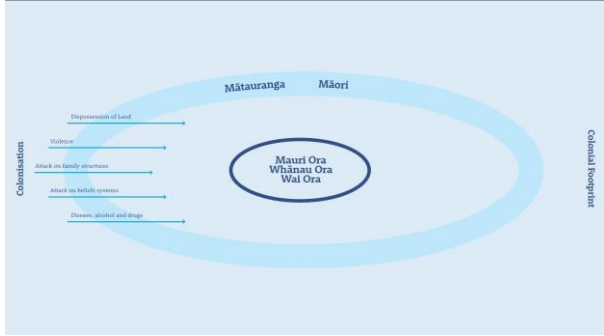 Mātauranga Māori
Dispossession of Land
Violence
Attack on family structures
Attack on beliefs systems
Disease, alcohol and drugs
Colonisation
Mauri Ora
Whānau Ora
Wai Ora
Colonial Footprint